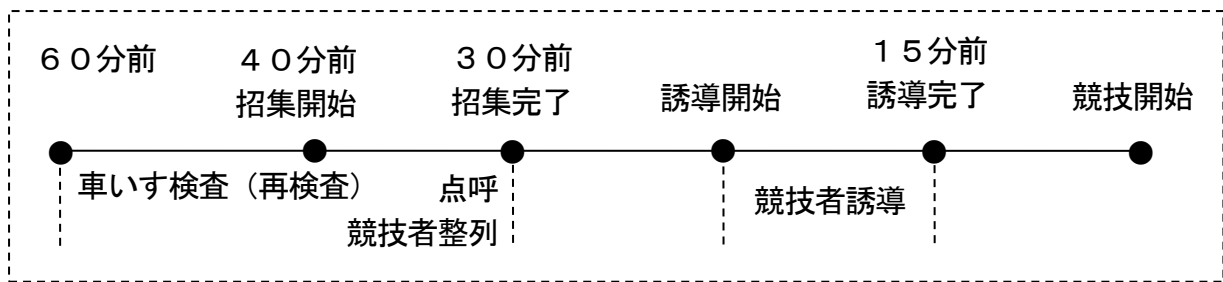 ６０分前
４０分前
招集開始
３０分前
招集完了
誘導開始
１５分前
誘導完了
競技開始
車いす検査（再検査）
点呼
競技者整列
競技者誘導